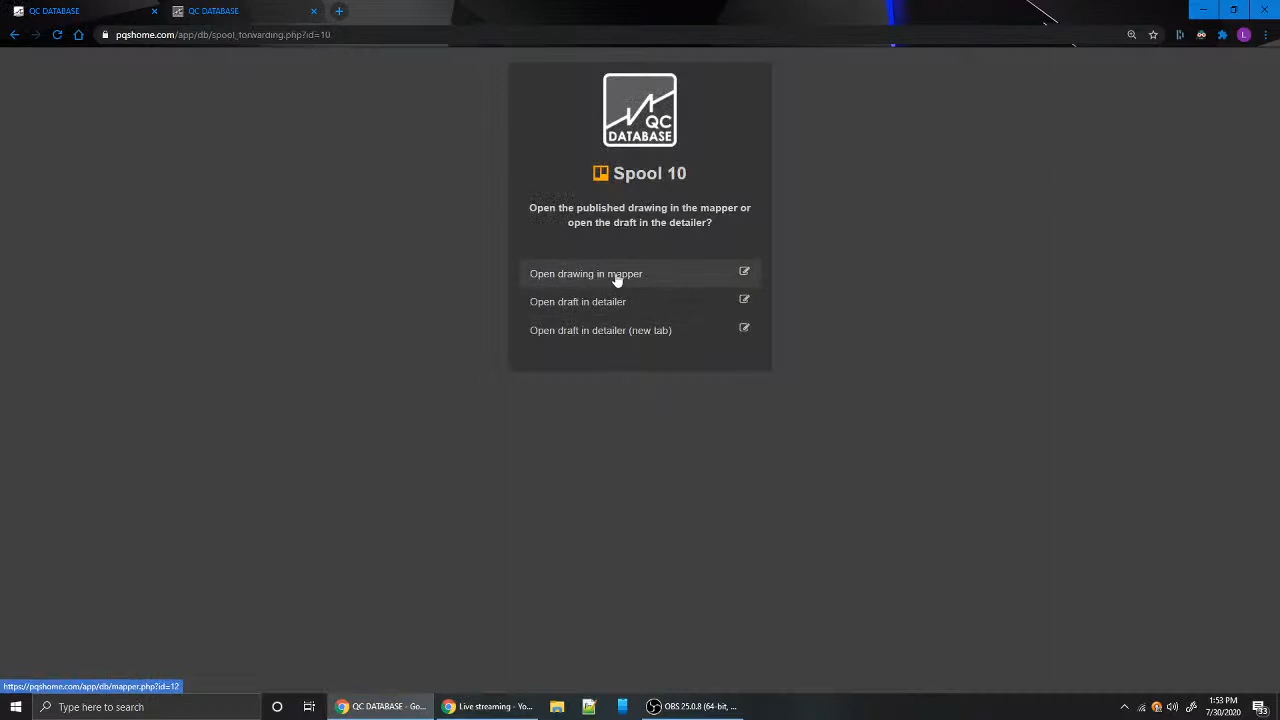 QC DATABASE
QC DATABASE
pqshome.com/app/db/spool_forwarding.php?id=10
L
QC
DATABASE
Spool 10
Open the published drawing in the mapper or
open the draft in the detailer?
Open drawing in mapper
Open draft in detailer
Open draft in detailer (new tab)
https://pqshome.com/app/db/mapper.php?id=12
Type here to search
QC DATABASE - Go...
Live streaming - Yo...
OBS 25.0.8 (64-bit, ...
1:53 PM
7/30/2020